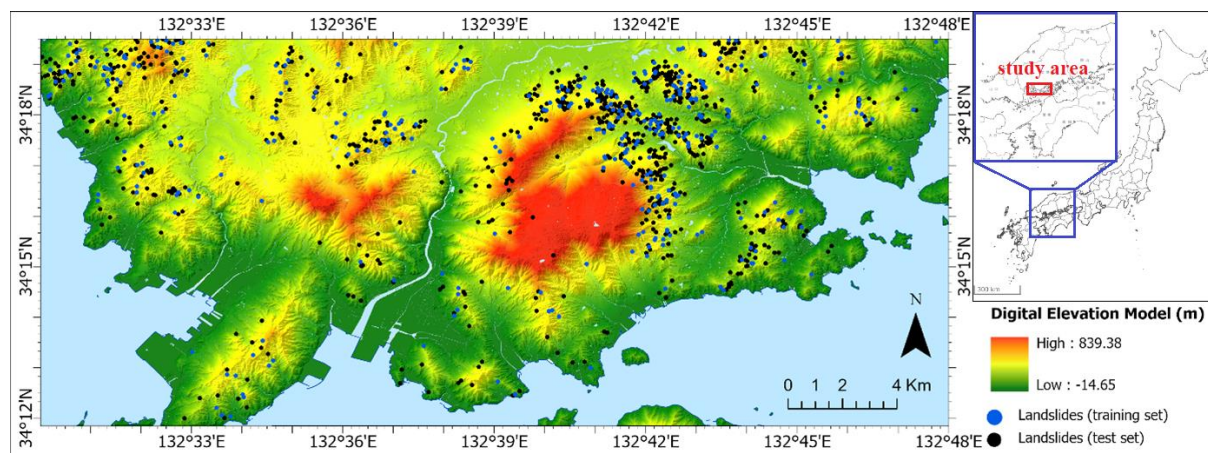 132°33'E 132°36'E 132°39'E 132°42'E 132°45'E 132°48'E
34°18'N
34°15'N
34°12'N
34°18'N
34°15'N
132°33'E 132°36'E 132°39'E 132°42'E 132°45'E 132°48'E
N
0 1 2 4 Km
study area
300 km
Digital Elevation Model (m)
High : 839.38
Low : -14.65
Landslides (training set)
Landslides (test set)